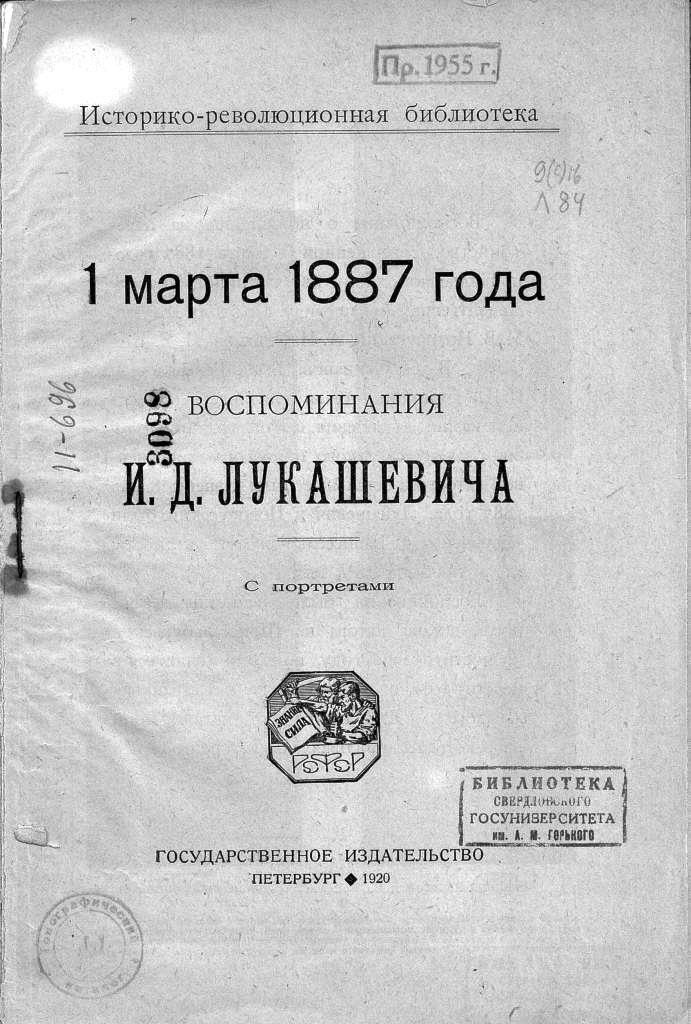 Пр. 1955 г.
Историко-революционная библиотека
9(с)16
Л 84
1 марта 1887 года
11-696
3098
ВОСПОМИНАНИЯ
И. Д. ЛУКАШЕВИЧА
С портретами
ЗНАНИЕ
СИЛА
РСФСР
БИБЛИОТЕКА
СВЕРДЛОВСКОГО
ГОСУНИВЕРСИТЕТА
им. А. М. ГОРЬКОГО
ГОСУДАРСТВЕННОЕ ИЗДАТЕЛЬСТВО
ПЕТЕРБУРГ ◆ 1920